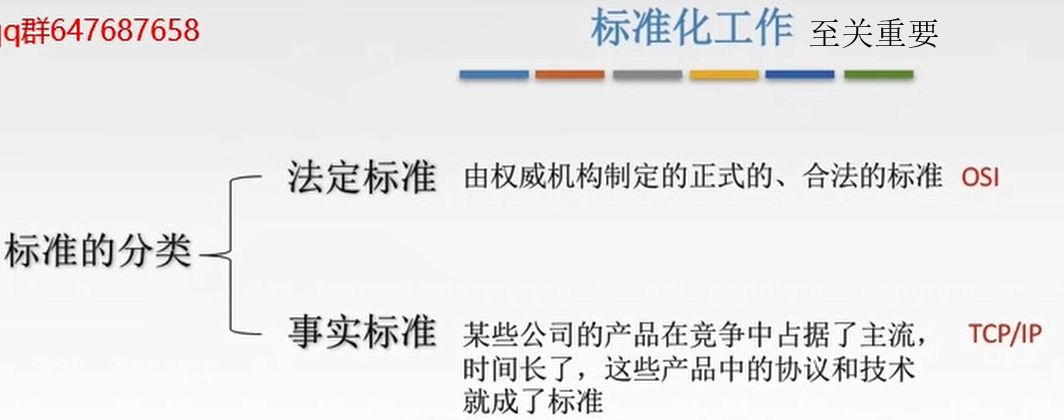 qq群647687658
标准化工作 至关重要
法定标准 由权威机构制定的正式的、合法的标准 OSI
标准的分类
事实标准 某些公司的产品在竞争中占据了主流， TCP/IP
时间长了，这些产品中的协议和技术
就成了标准